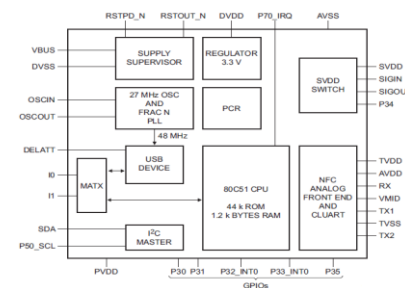 RSTPD_N RSTOUT_N DVDD P70_IRQ AVSS
VBUS
DVSS
SUPPLY
SUPERVISOR
REGULATOR
3.3 V
SVDD
SWITCH
SVDD
SIGIN
SIGOU
P34
OSCIN
OSCOUT
27 MHz OSC
AND
FRAC N
PLL
PCR
48 MHz
DELATT
USB
DEVICE
I0
I1
MATX
80C51 CPU
44 k ROM
1.2 k BYTES RAM
NFC
ANALOG
FRONT END
AND
CLUART
TVDD
AVDD
RX
VMID
TX1
TVSS
TX2
SDA
P50_SCL
I2C
MASTER
PVDD P30 P31 P32_INT0 P33_INT0 P35
GPIOs